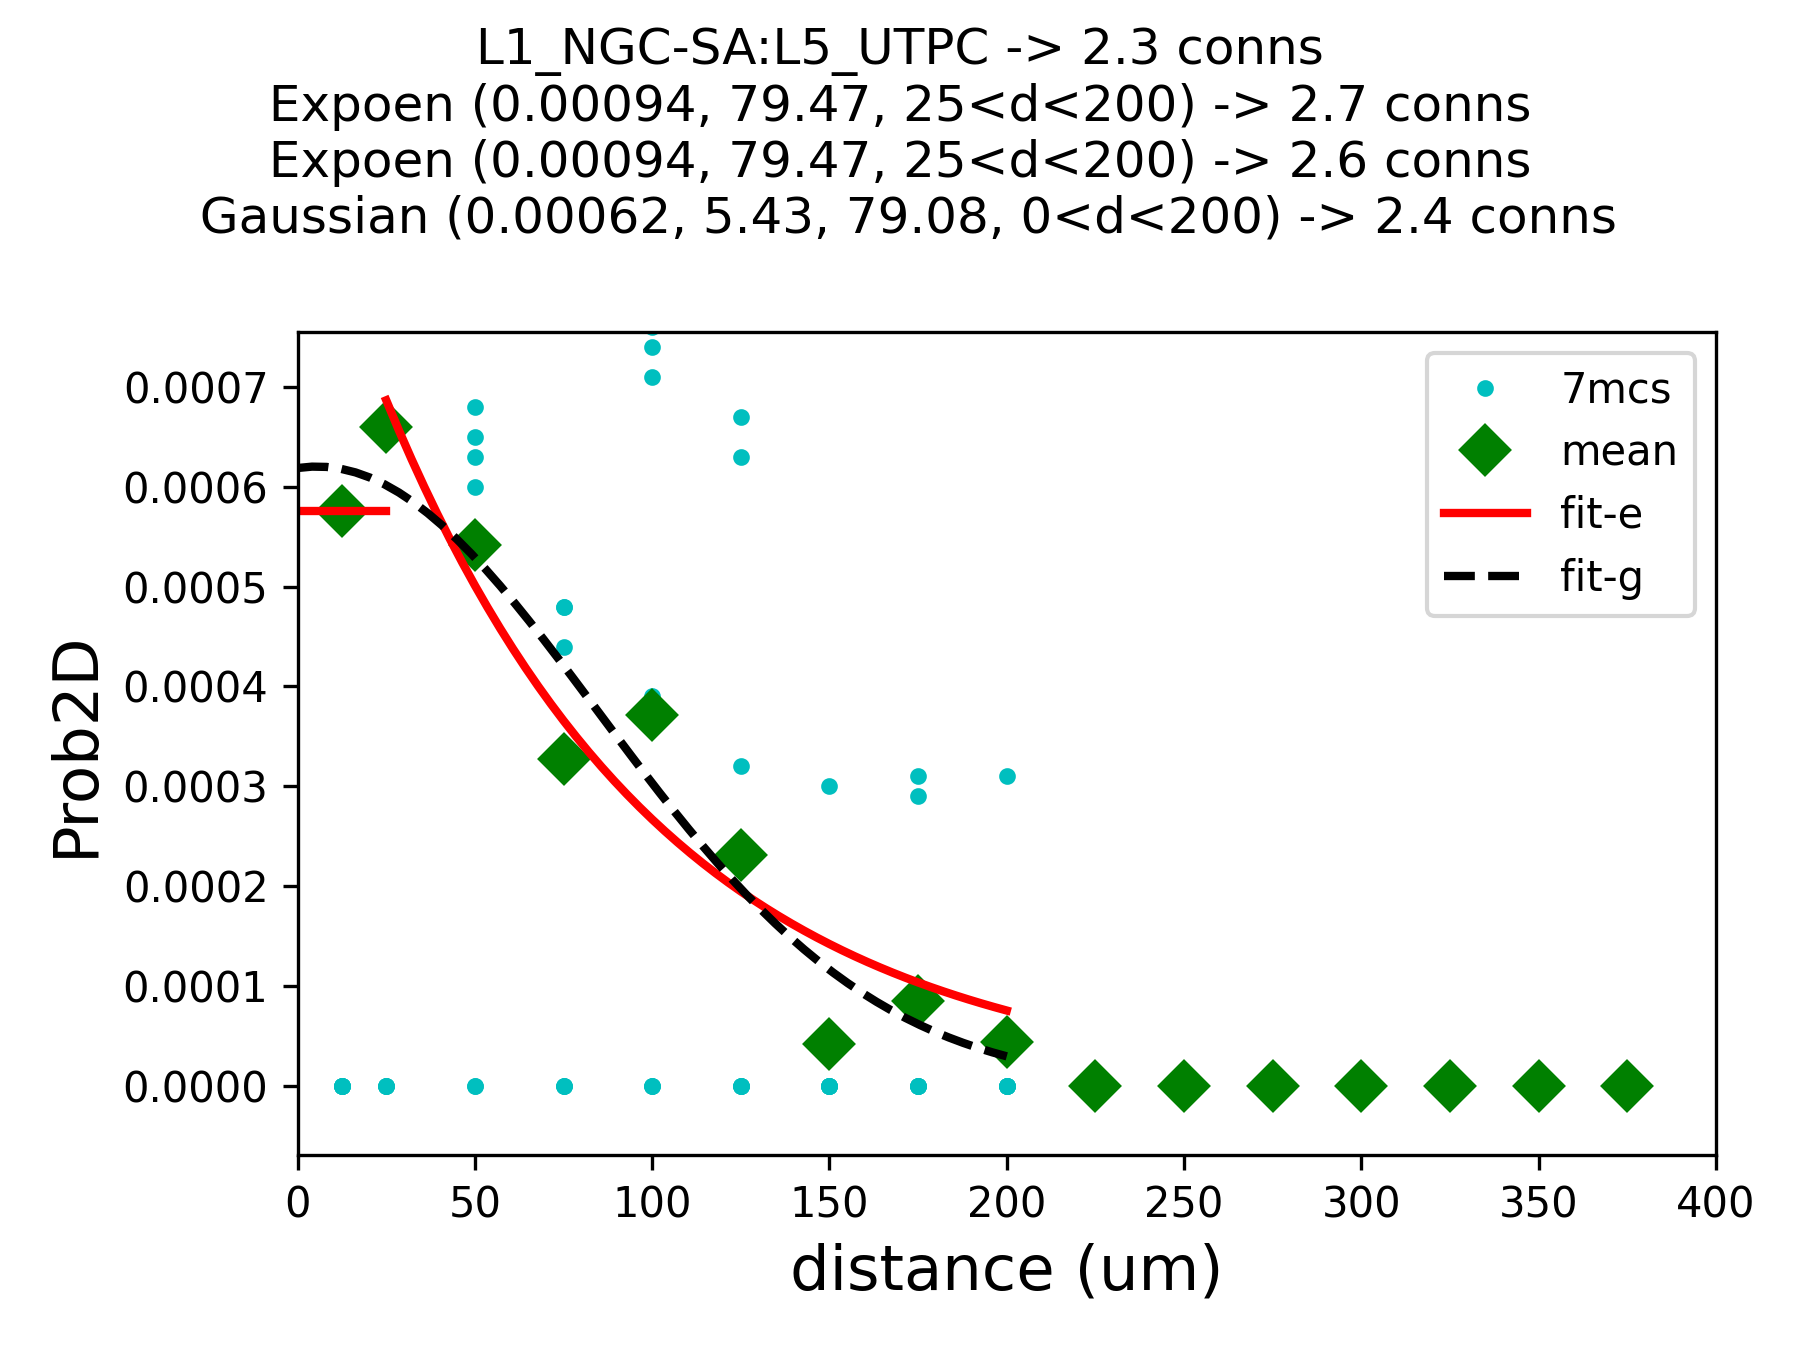 L1_NGC-SA:L5_UTPC -> 2.3 conns
Expoen (0.00094, 79.47, 25<d<200) -> 2.7 conns
Expoen (0.00094, 79.47, 25<d<200) -> 2.6 conns
Gaussian (0.00062, 5.43, 79.08, 0<d<200) -> 2.4 conns
7mcs
mean
fit-e
fit-g
Prob2D
0.0007
0.0006
0.0005
0.0004
0.0003
0.0002
0.0001
0.0000
0 50 100 150 200 250 300 350 400
distance (um)